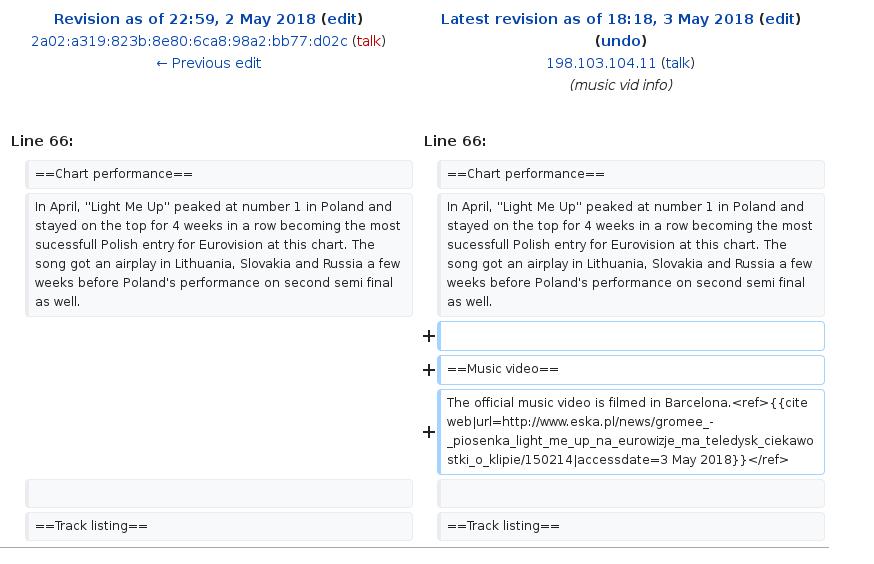 Revision as of 22:59, 2 May 2018 (edit)
2a02:a319:823b:8e80:6ca8:98a2:bb77:d02c (talk)
← Previous edit
Latest revision as of 18:18, 3 May 2018 (edit)
(undo)
198.103.104.11 (talk)
(music vid info)
Line 66:
Line 66:
==Chart performance==
==Chart performance==
In April, "Light Me Up" peaked at number 1 in Poland and
stayed on the top for 4 weeks in a row becoming the most
sucessfull Polish entry for Eurovision at this chart. The
song got an airplay in Lithuania, Slovakia and Russia a few
weeks before Poland's performance on second semi final
as well.
In April, "Light Me Up" peaked at number 1 in Poland and
stayed on the top for 4 weeks in a row becoming the most
sucessfull Polish entry for Eurovision at this chart. The
song got an airplay in Lithuania, Slovakia and Russia a few
weeks before Poland's performance on second semi final
as well.
+
+ ==Music video==
+ The official music video is filmed in Barcelona.<ref>{{cite
web|url=http://www.eska.pl/news/gromee_-
_piosenka_light_me_up_na_eurowizje_ma_teledysk_ciekawo
stki_o_klipie/150214|accessdate=3 May 2018}}</ref>
==Track listing==
==Track listing==